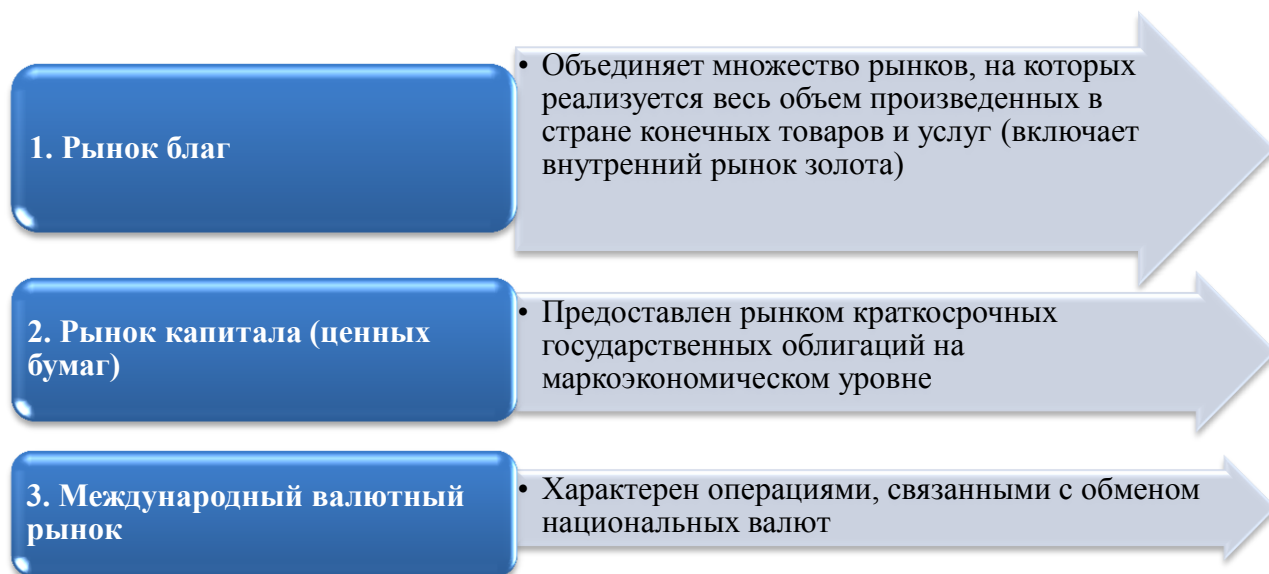 1. Рынок благ
• Объединяет множество рынков, на которых
реализуется весь объем произведенных в
стране конечных товаров и услуг (включает
внутренний рынок золота)
2. Рынок капитала (ценных
бумаг)
• Предоставлен рынком краткосрочных
государственных облигаций на
маркоэкономическом уровне
3. Международный валютный
рынок
• Характерен операциями, связанными с обменом
национальных валют